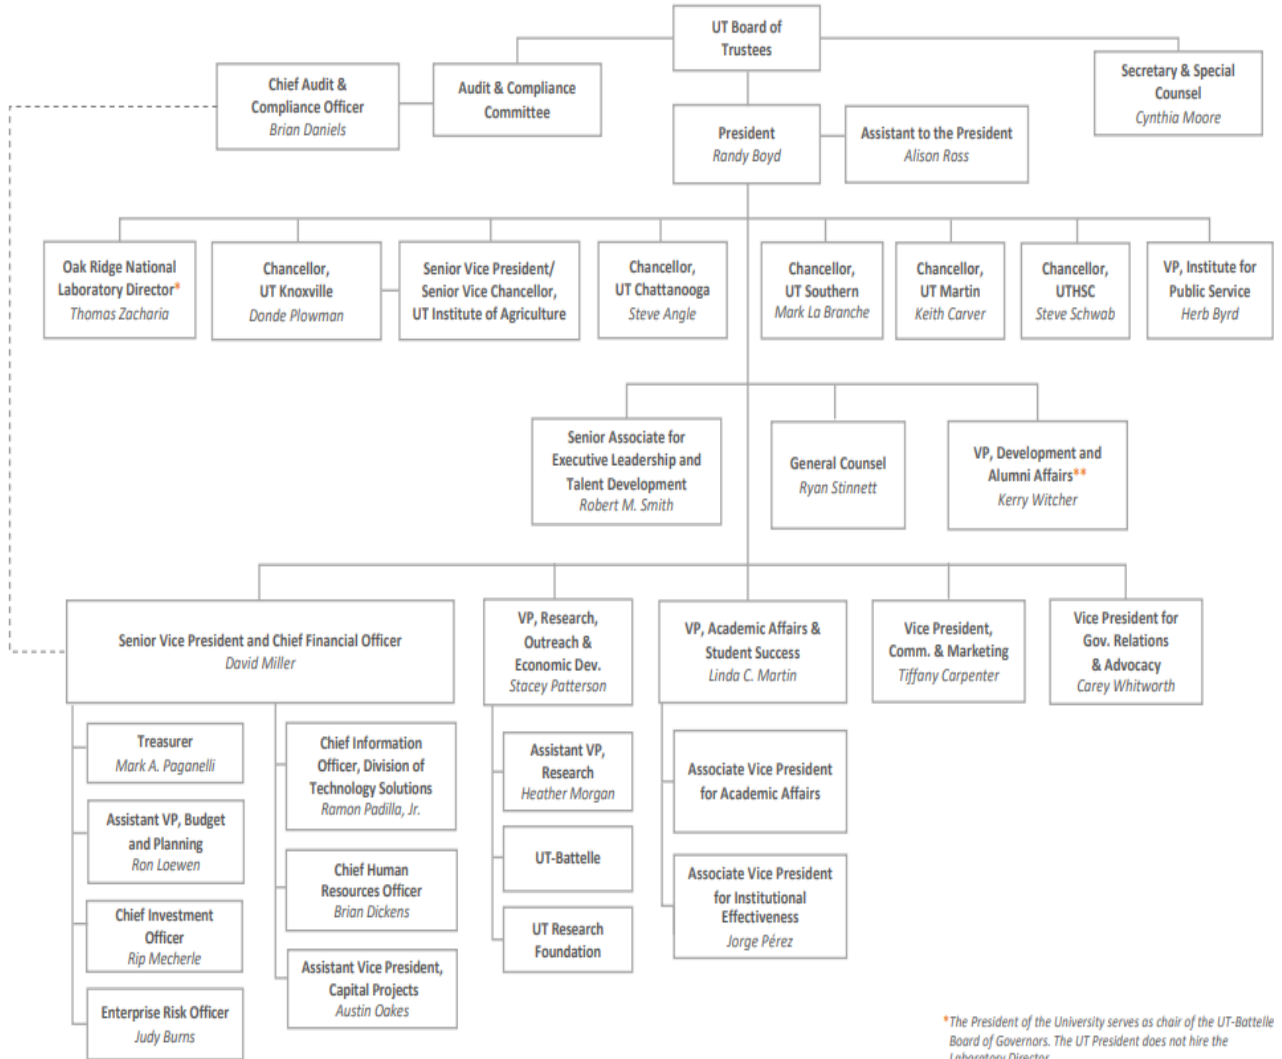 UT Board of
Trustees
Chief Audit &
Compliance Officer
Brian Daniels
Audit & Compliance
Committee
Secretary & Special
Counsel
Cynthia Moore
President
Randy Boyd
Assistant to the President
Alison Ross
Oak Ridge National
Laboratory Director*
Thomas Zacharia
Chancellor,
UT Knoxville
Donde Plowman
Senior Vice President/
Senior Vice Chancellor,
UT Institute of Agriculture
Chancellor,
UT Chattanooga
Steve Angle
Chancellor,
UT Southern
Mark La Branche
Chancellor,
UT Martin
Keith Carver
Chancellor,
UTHSC
Steve Schwab
VP, Institute for
Public Service
Herb Byrd
Senior Associate for
Executive Leadership and
Talent Development
Robert M. Smith
General Counsel
Ryan Stinnett
VP, Development and
Alumni Affairs**
Kerry Witcher
Senior Vice President and Chief Financial Officer
David Miller
VP, Research,
Outreach &
Economic Dev.
Stacey Patterson
VP, Academic Affairs &
Student Success
Linda C. Martin
Vice President,
Comm. & Marketing
Tiffany Carpenter
Vice President for
Gov. Relations
& Advocacy
Carey Whitworth
Treasurer
Mark A. Paganelli
Assistant VP, Budget
and Planning
Ron Loewen
Chief Investment
Officer
Rip Mecherle
Enterprise Risk Officer
Judy Burns
Chief Information
Officer, Division of
Technology Solutions
Ramon Padilla, Jr.
Chief Human
Resources Officer
Brian Dickens
Assistant Vice President,
Capital Projects
Austin Oakes
Assistant VP,
Research
Heather Morgan
UT-Battelle
UT Research
Foundation
Associate Vice President
for Academic Affairs
Associate Vice President
for Institutional
Effectiveness
Jorge Pérez
*The President of the University serves as chair of the UT-Battelle
Board of Governors. The UT President does not hire the
Laboratory Director